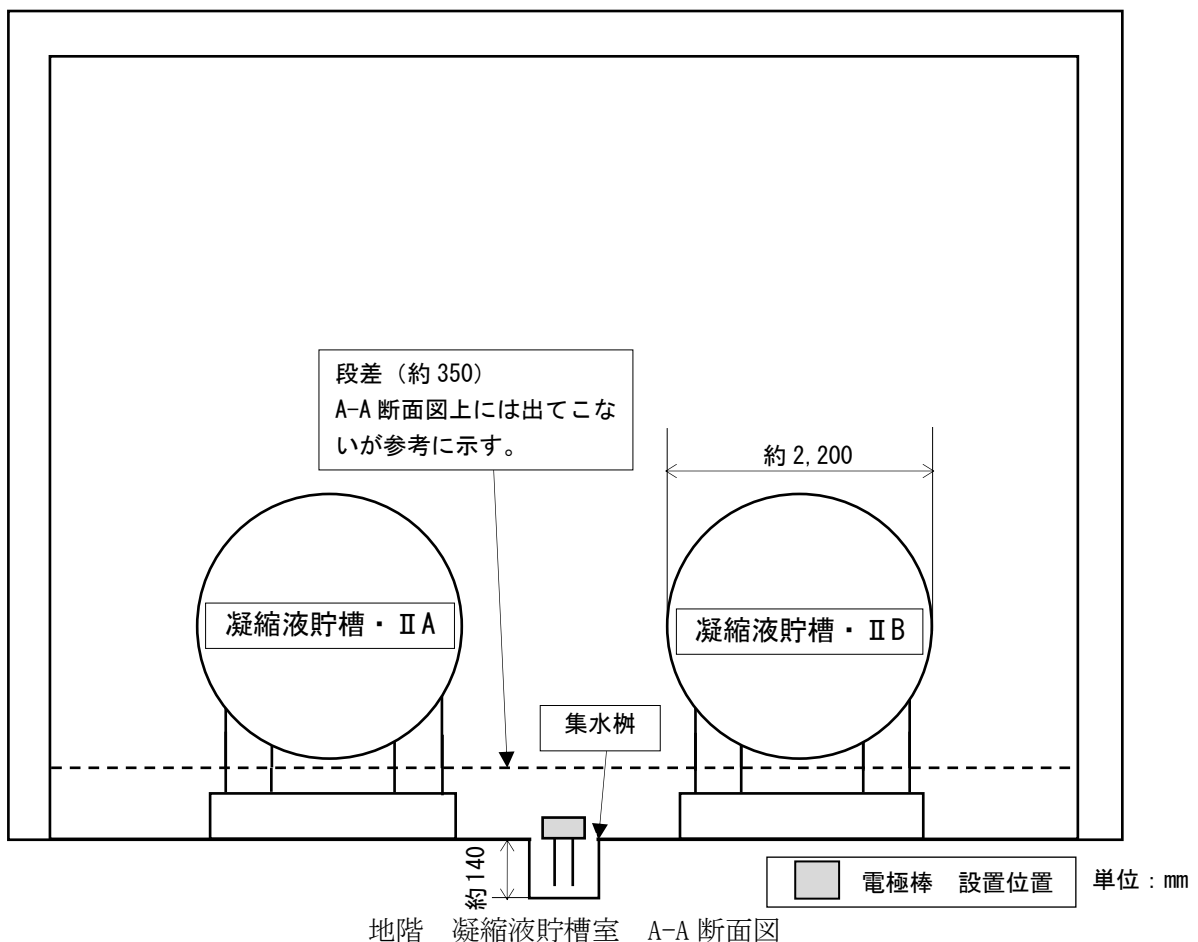 段差（約350）
A-A断面図上には出てこな
いが参考に示す。
約2,200
凝縮液貯槽・ⅡA
凝縮液貯槽・ⅡB
集水桝
約140
電極棒　設置位置
単位：mm
地階　凝縮液貯槽室　A-A断面図